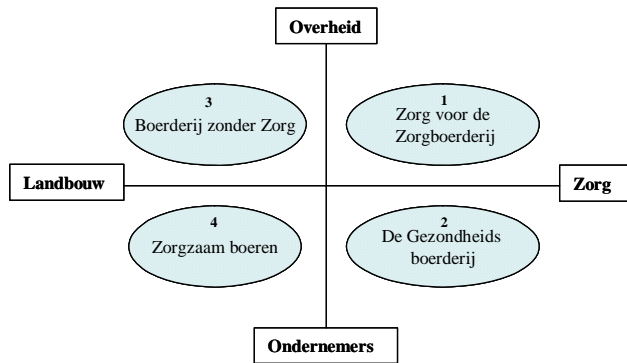 Overheid
3
Boerderij zonder Zorg
1
Zorg voor de
Zorgboerderij
Landbouw
Zorg
4
Zorgzaam boeren
2
De Gezondheids
boerderij
Ondernemers